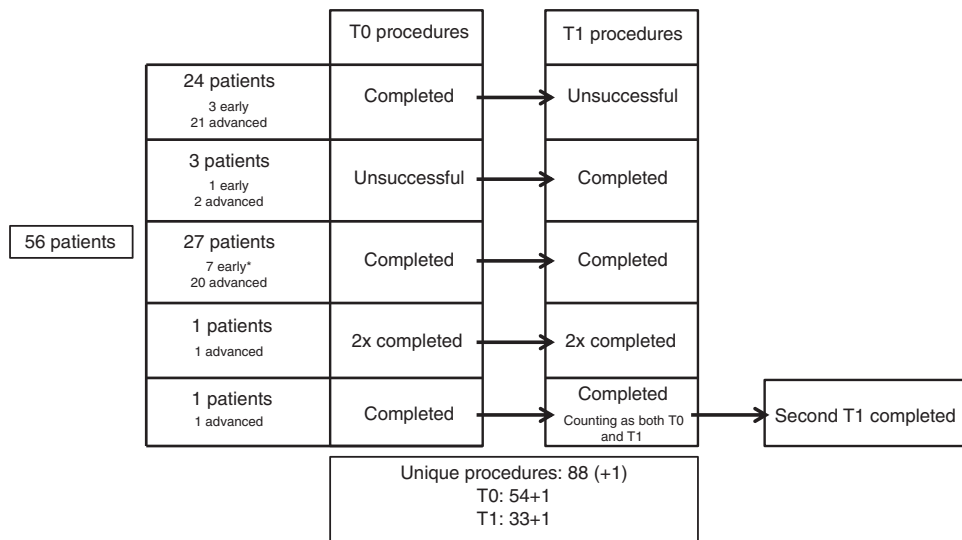 T0 procedures
T1 procedures
24 patients
3 early
21 advanced
Completed
Unsuccessful
3 patients
1 early
2 advanced
Unsuccessful
Completed
56 patients
27 patients
7 early*
20 advanced
Completed
Completed
1 patients
1 advanced
2x completed
2x completed
1 patients
1 advanced
Completed
Completed
Counting as both T0
and T1
Second T1 completed
Unique procedures: 88 (+1)
T0: 54+1
T1: 33+1